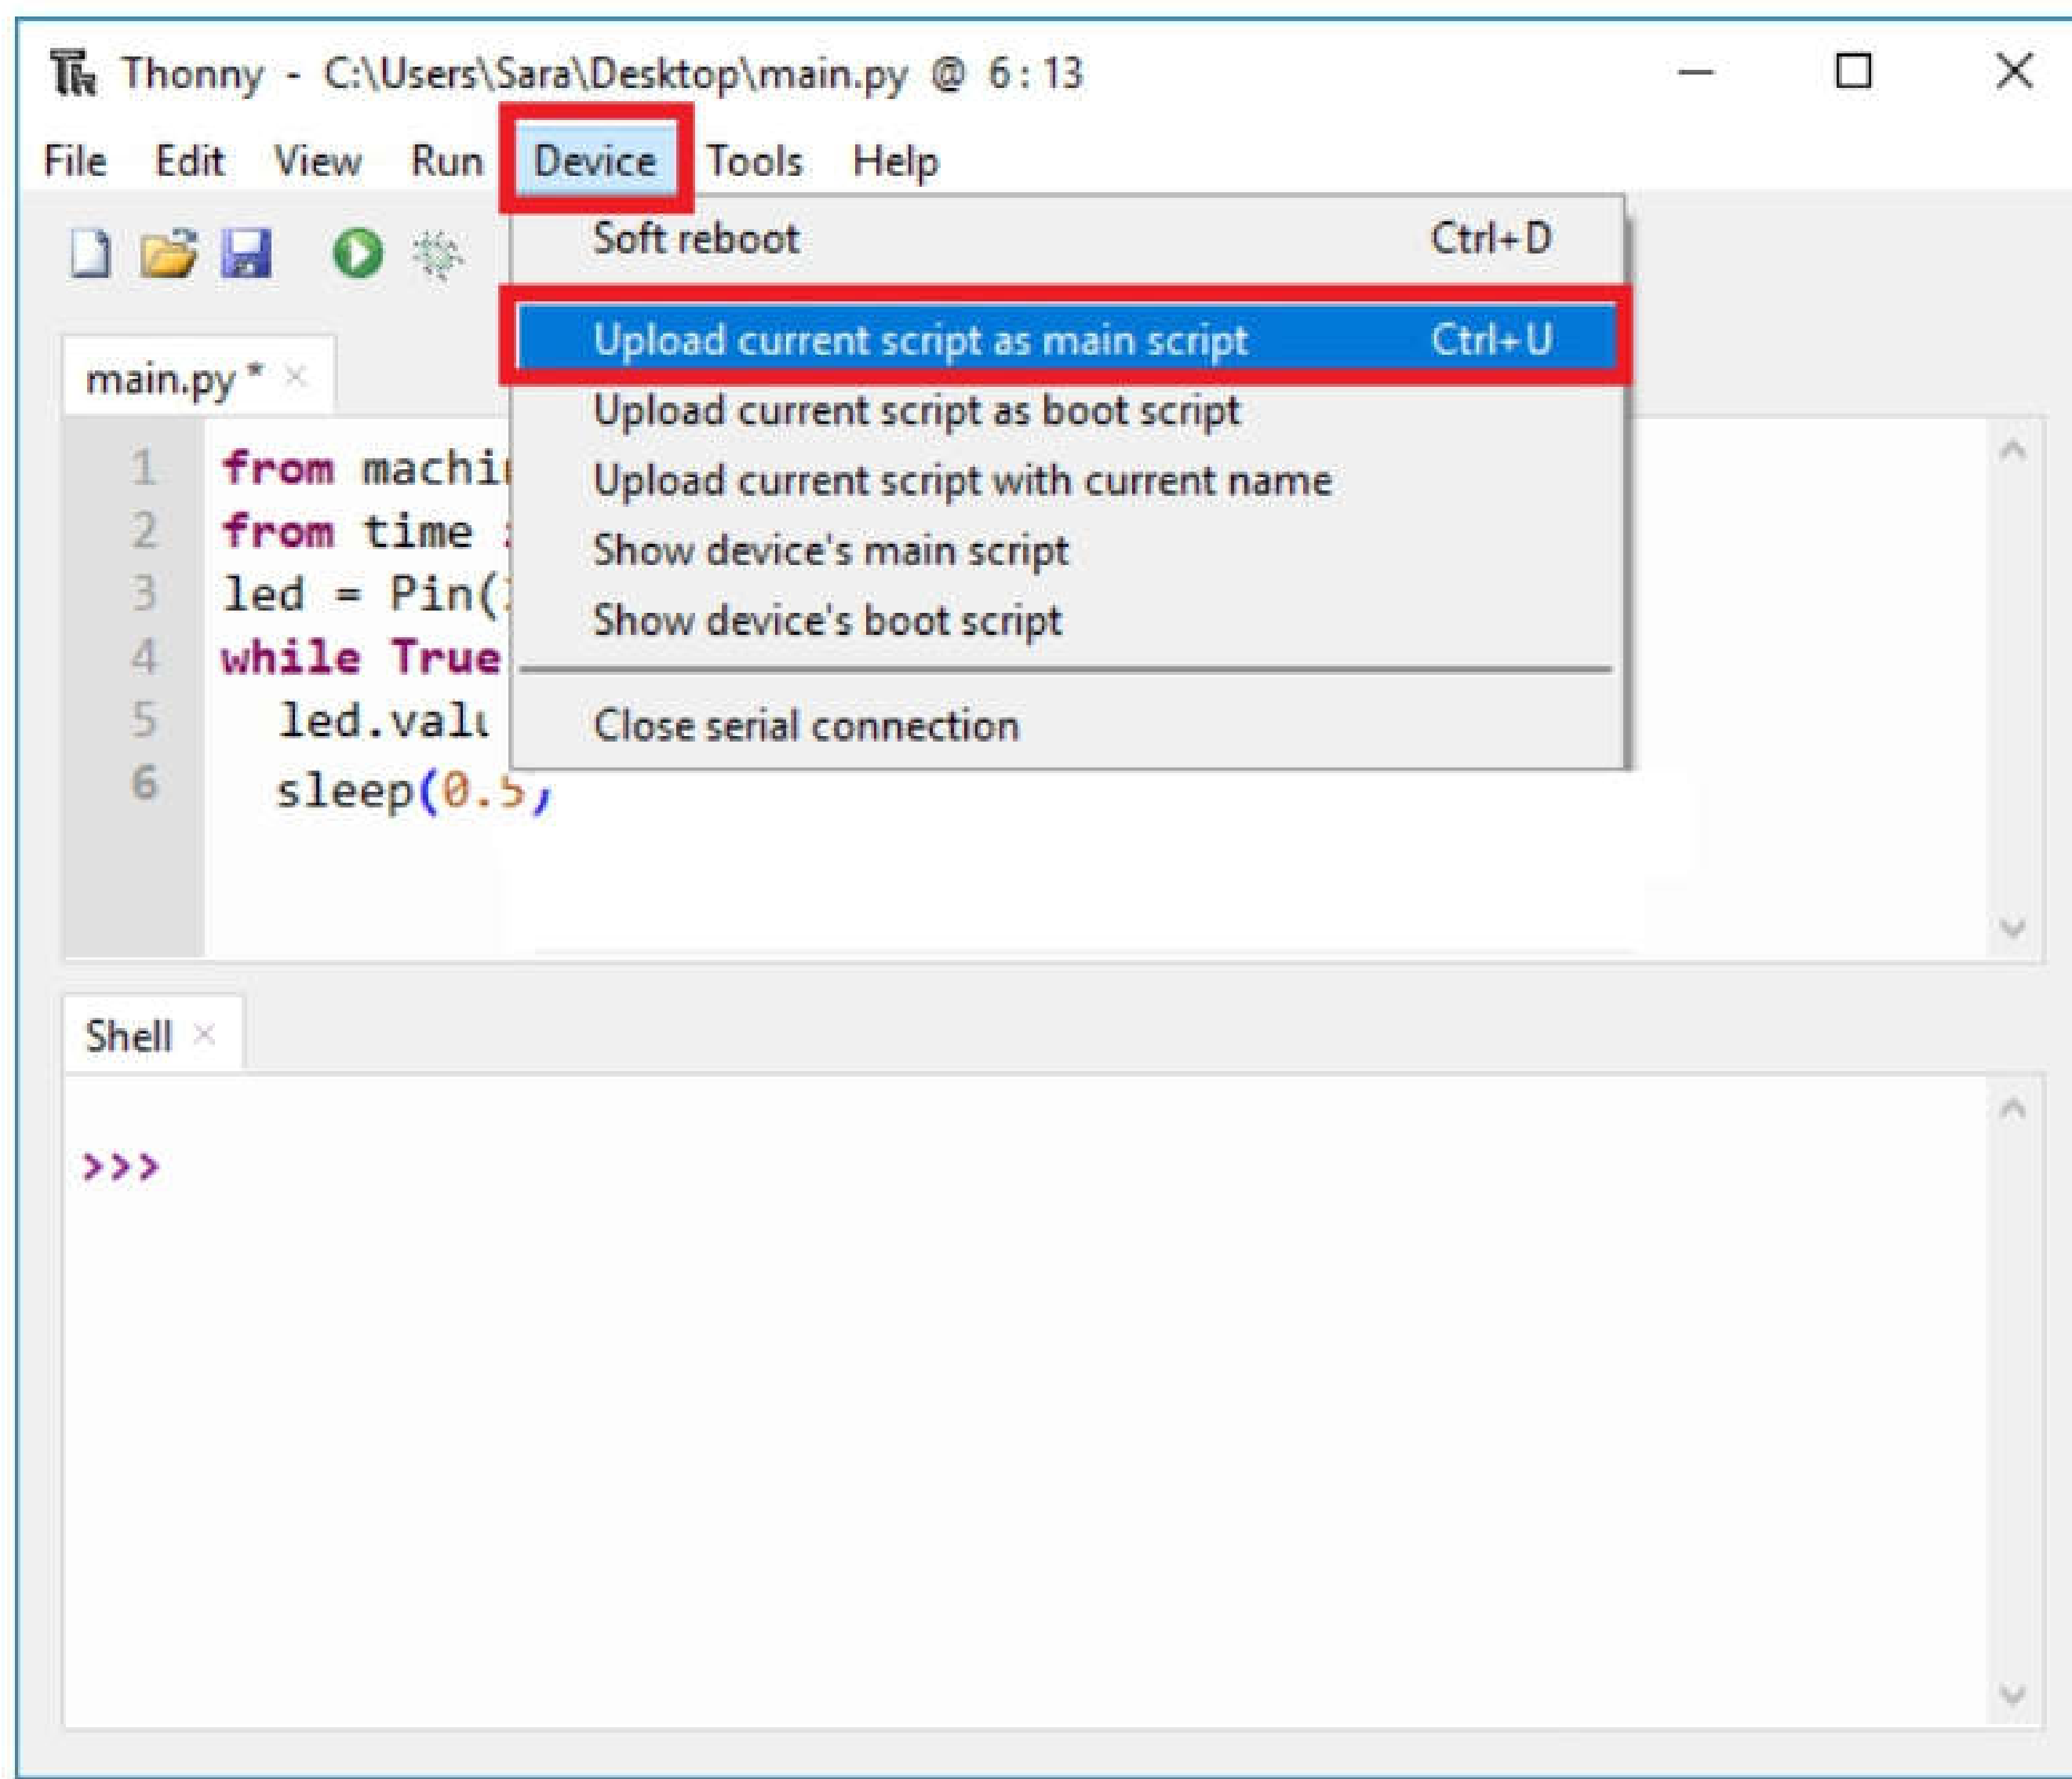 Thonny - C:\Users\Sara\Desktop\main.py @ 6:13
File Edit View Run Device Tools Help
Soft reboot Ctrl+D
Upload current script as main script Ctrl+U
Upload current script as boot script
Upload current script with current name
Show device's main script
Show device's boot script
Close serial connection
main.py *
1 from
2 from time
3 led = Pin(
4 while True
5
6 sleep(0.5
Shell
>>>